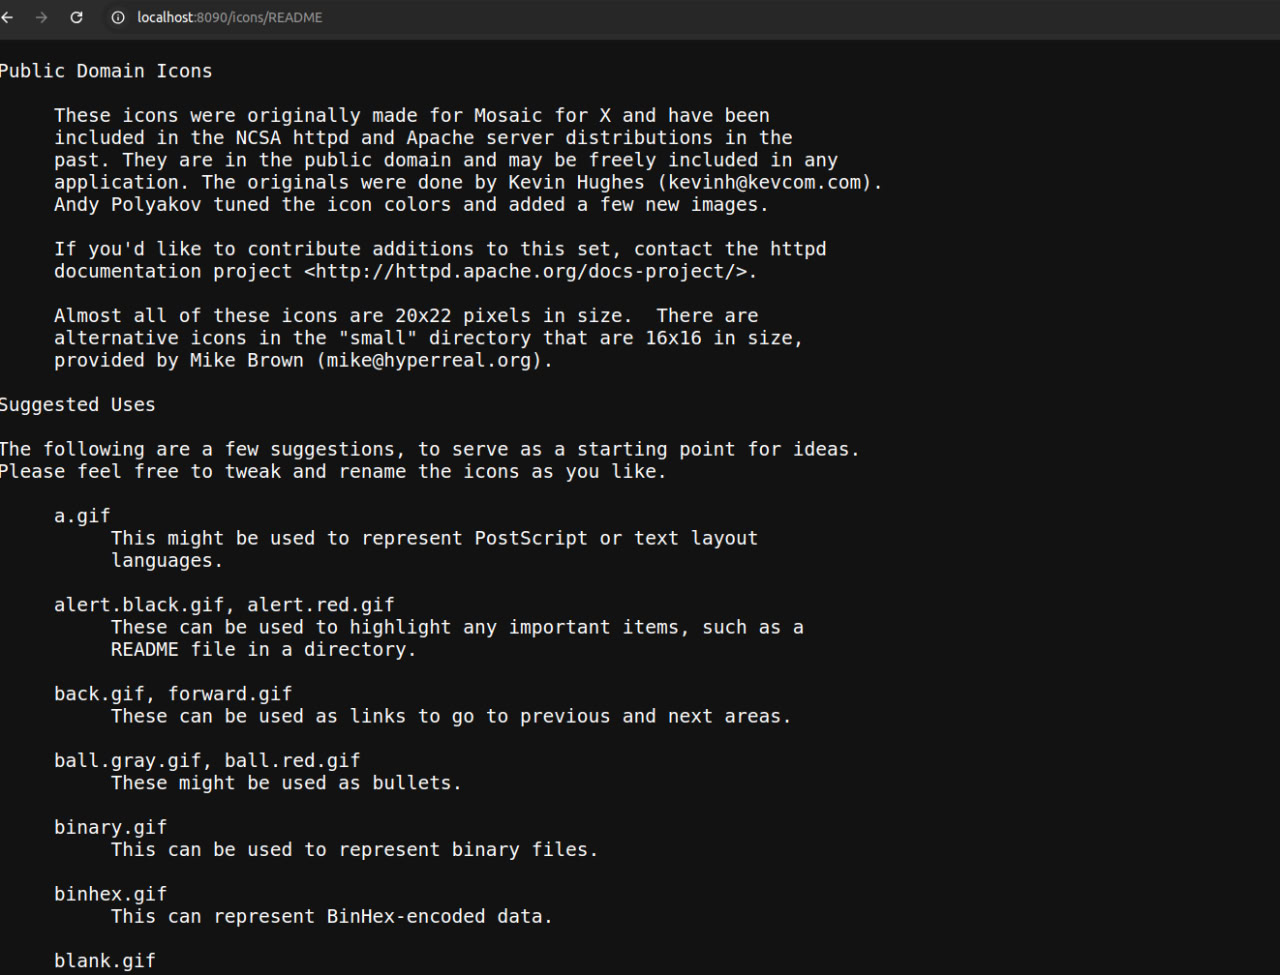 localhost:8090/icons/README
Public Domain Icons
These icons were originally made for Mosaic for X and have been
included in the NCSA httpd and Apache server distributions in the
past. They are in the public domain and may be freely included in any
application. The originals were done by Kevin Hughes (kevinh@kevcom.com).
Andy Polyakov tuned the icon colors and added a few new images.
If you'd like to contribute additions to this set, contact the httpd
documentation project <http://httpd.apache.org/docs-project/>.
Almost all of these icons are 20x22 pixels in size.  There are
alternative icons in the "small" directory that are 16x16 in size,
provided by Mike Brown (mike@hyperreal.org).
Suggested Uses
The following are a few suggestions, to serve as a starting point for ideas.
Please feel free to tweak and rename the icons as you like.
a.gif
This might be used to represent PostScript or text layout
languages.
alert.black.gif, alert.red.gif
These can be used to highlight any important items, such as a
README file in a directory.
back.gif, forward.gif
These can be used as links to go to previous and next areas.
ball.gray.gif, ball.red.gif
These might be used as bullets.
binary.gif
This can be used to represent binary files.
binhex.gif
This can represent BinHex-encoded data.
blank.gif